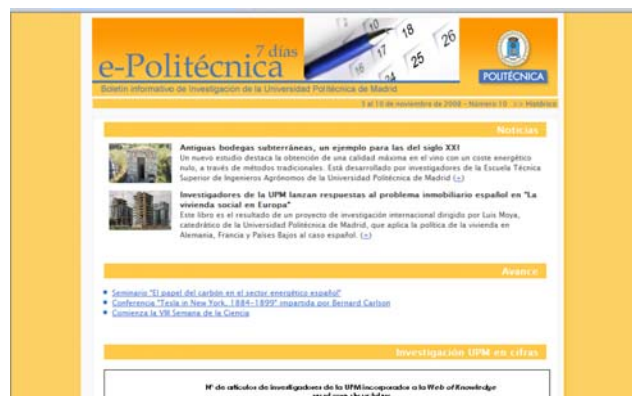 7 días
e-Politécnica
POLITÉCNICA
Boletín informativo de Investigación de la Universidad Politécnica de Madrid
de noviembre de 2008 - Número 10 >> Histórico
Noticias
Antiguas bodegas subterráneas, un ejemplo para las del siglo XXI
Un nuevo estudio destaca la obtención de una calidad máxima en el vino con un coste energético
nulo, a través de métodos tradicionales. Está desarrollado por investigadores de la Escuela Técnica
Superior de Ingenieros Agrónomos de la Universidad Politécnica de Madrid (+)
Investigadores de la UPM lanzan respuestas al problema inmobiliario español en "La
vivienda social en Europa"
Este libro es el resultado de un proyecto de investigación internacional dirigido por Luis Moya,
catedrático de la Universidad Politécnica de Madrid, que aplica la política de la vivienda en
Alemania, Francia y Países Bajos al caso español. (+)
Avance
Seminario "El papel del carbón en el sector energético español"
Conferencia "Tesla in New York, 1884-1899" impartida por Bernard Carlson
Comienza la VIII Semana de la Ciencia
Investigación UPM en cifras
Nº de artículos de investigadores de la UPM incorporados a la Web of Knowledge